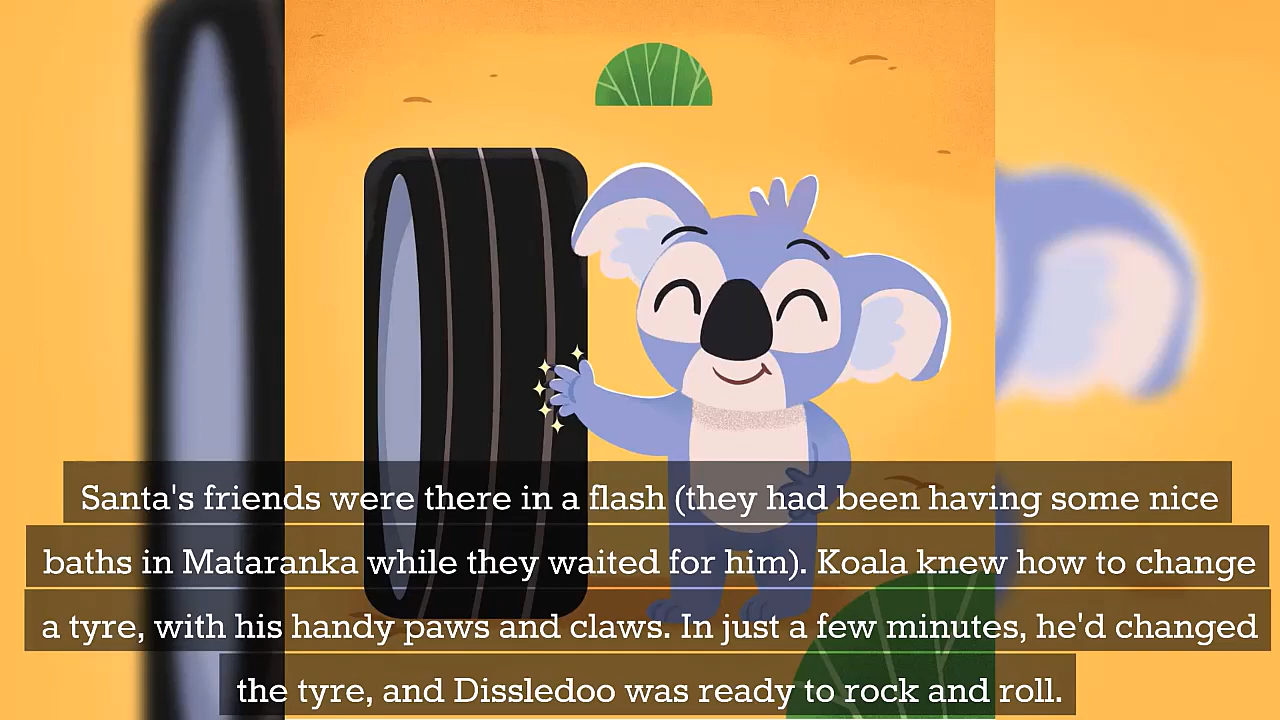 Santa's friends were there in a flash (they had been having some nice
baths in Mataranka while they waited for him). Koala knew how to change
a tyre, with his handy paws and claws. In just a few minutes, he'd changed
the tyre, and Dissledoo was ready to rock and roll.